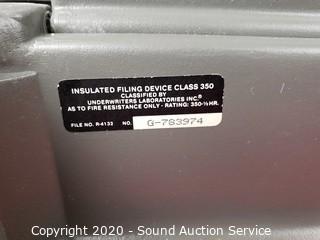 INSULATED FILING DEVICE CLASS 350
CLASSIFIED BY
UNDERWRITERS LABORATORIES INC.®
AS TO FIRE RESISTANCE ONLY - RATING: 350-½ HR.
FILE NO. R-4132 NO. G-783974
Copyright 2020 - Sound Auction Service